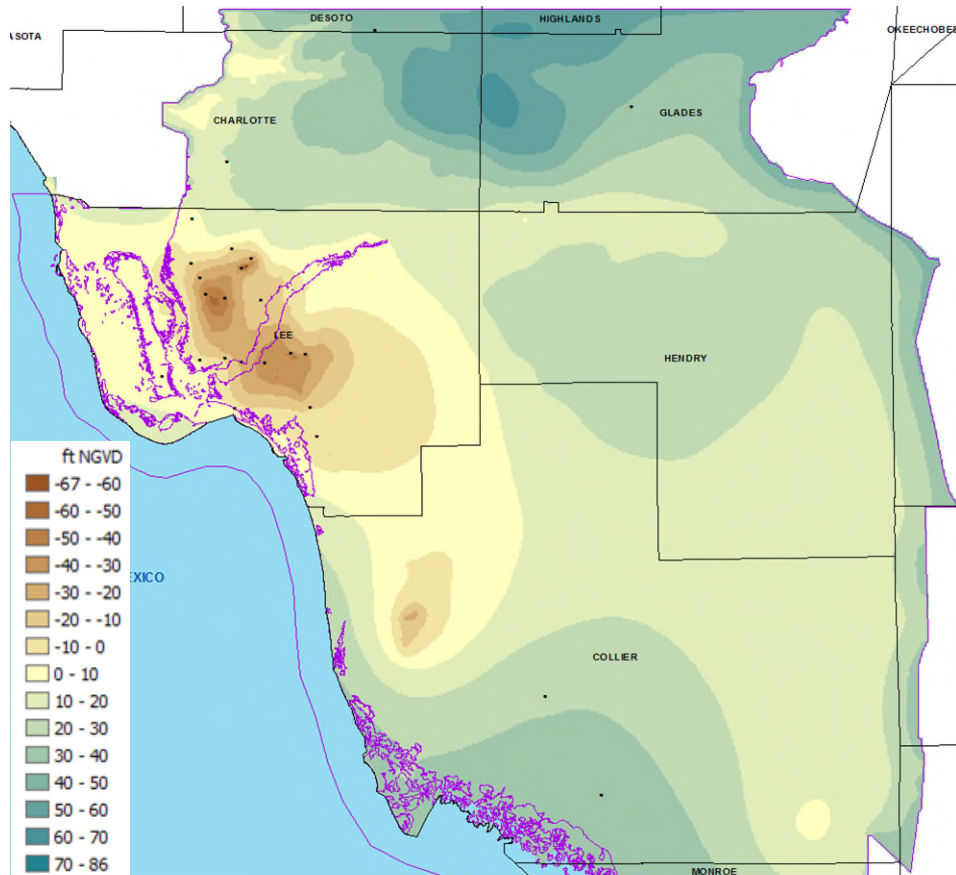 DESOTO
HIGHLANDS
ASOTA
OKEECHOBEE
CHARLOTTE
GLADES
LEE
HENDRY
ft NGVD
-67 - -60
-60 - -50
-50 - -40
-40 - -30
-30 - -20
-20 - -10
-10 - 0
0 - 10
10 - 20
20 - 30
30 - 40
40 - 50
50 - 60
60 - 70
70 - 86
EXICO
COLLIER
MONROE